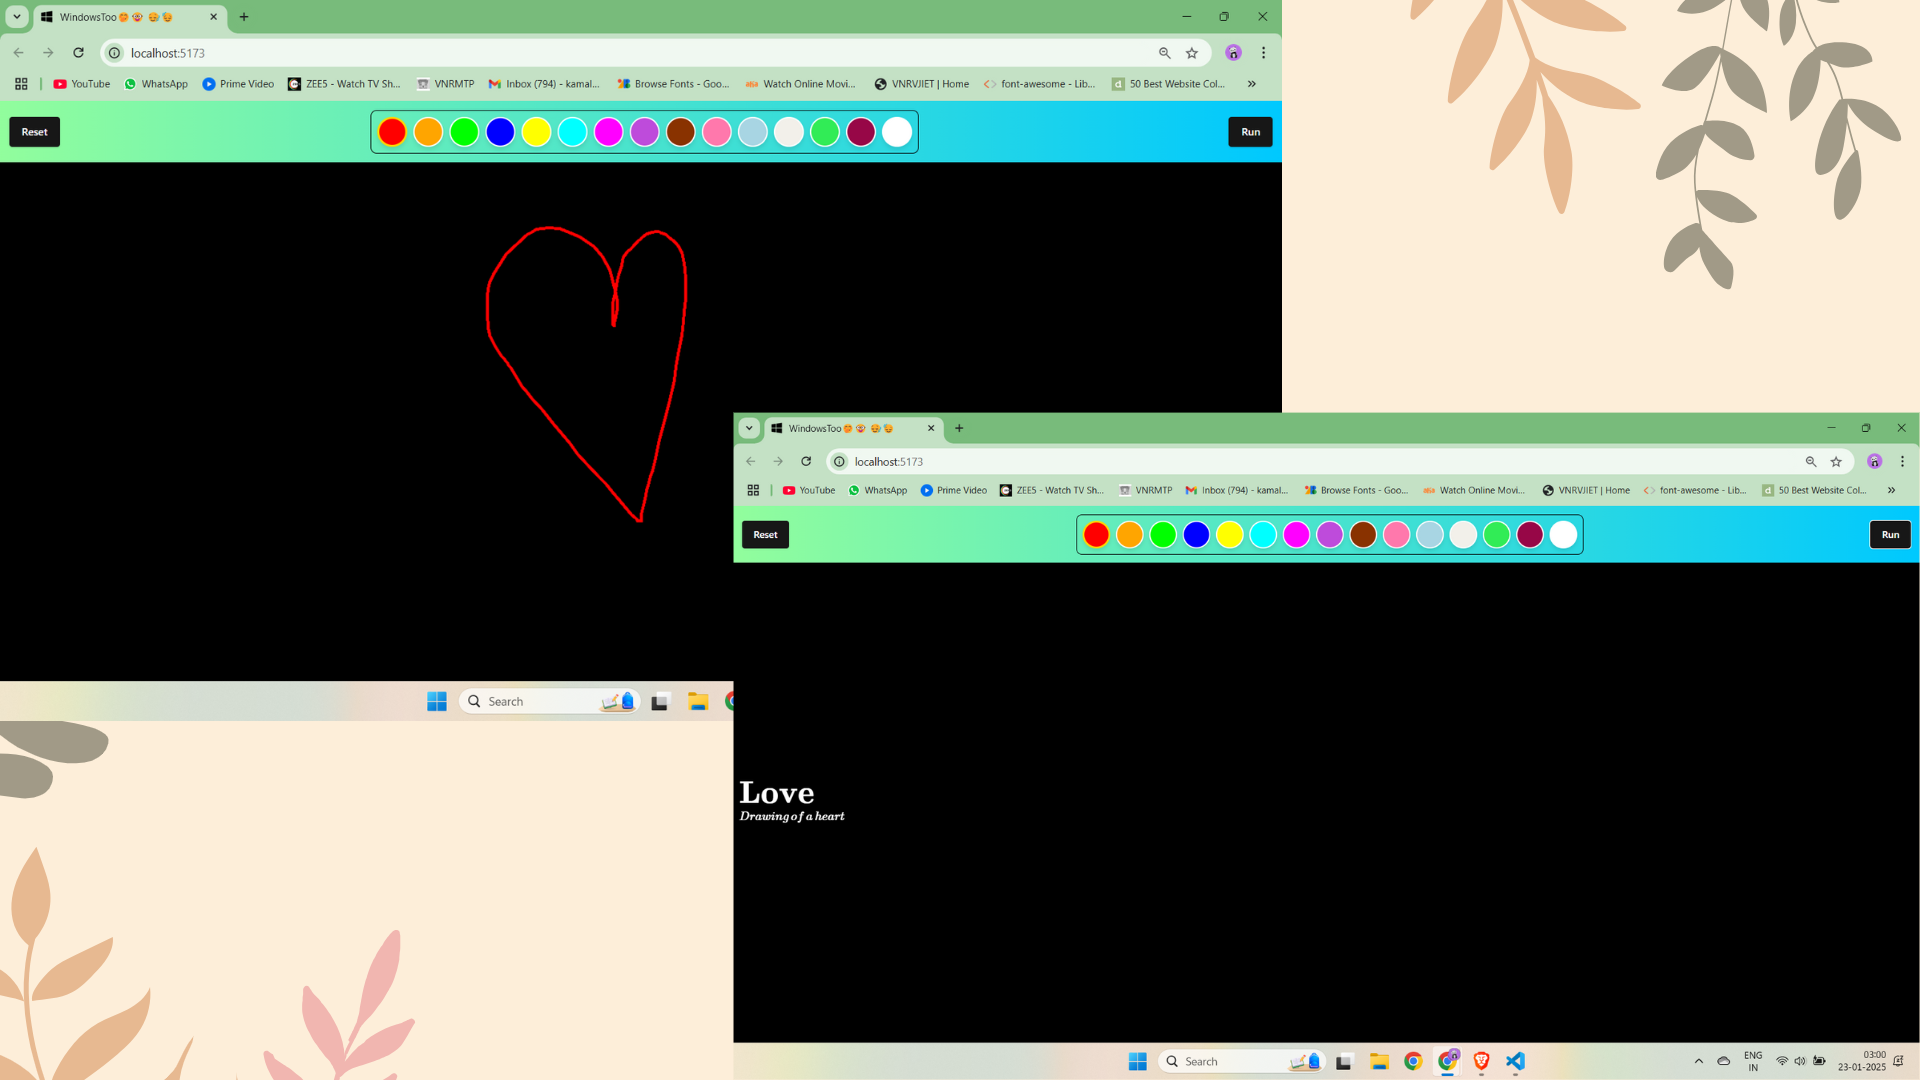 WindowsToo
localhost:5173
YouTube WhatsApp Prime Video ZEE5 - Watch TV Sh... VNRMTP Inbox (794) - kamal... Browse Fonts - Goo... Watch Online Movi... VNRVJIET | Home font-awesome - Lib... 50 Best Website Col...
Reset Run
Search
WindowsToo
localhost:5173
YouTube WhatsApp Prime Video ZEE5 - Watch TV Sh... VNRMTP Inbox (794) - kamal... Browse Fonts - Goo... Watch Online Movi... VNRVJIET | Home font-awesome - Lib... 50 Best Website Col...
Reset Run
Love
Drawing of a heart
Search
ENG
IN
03:00
23-01-2025